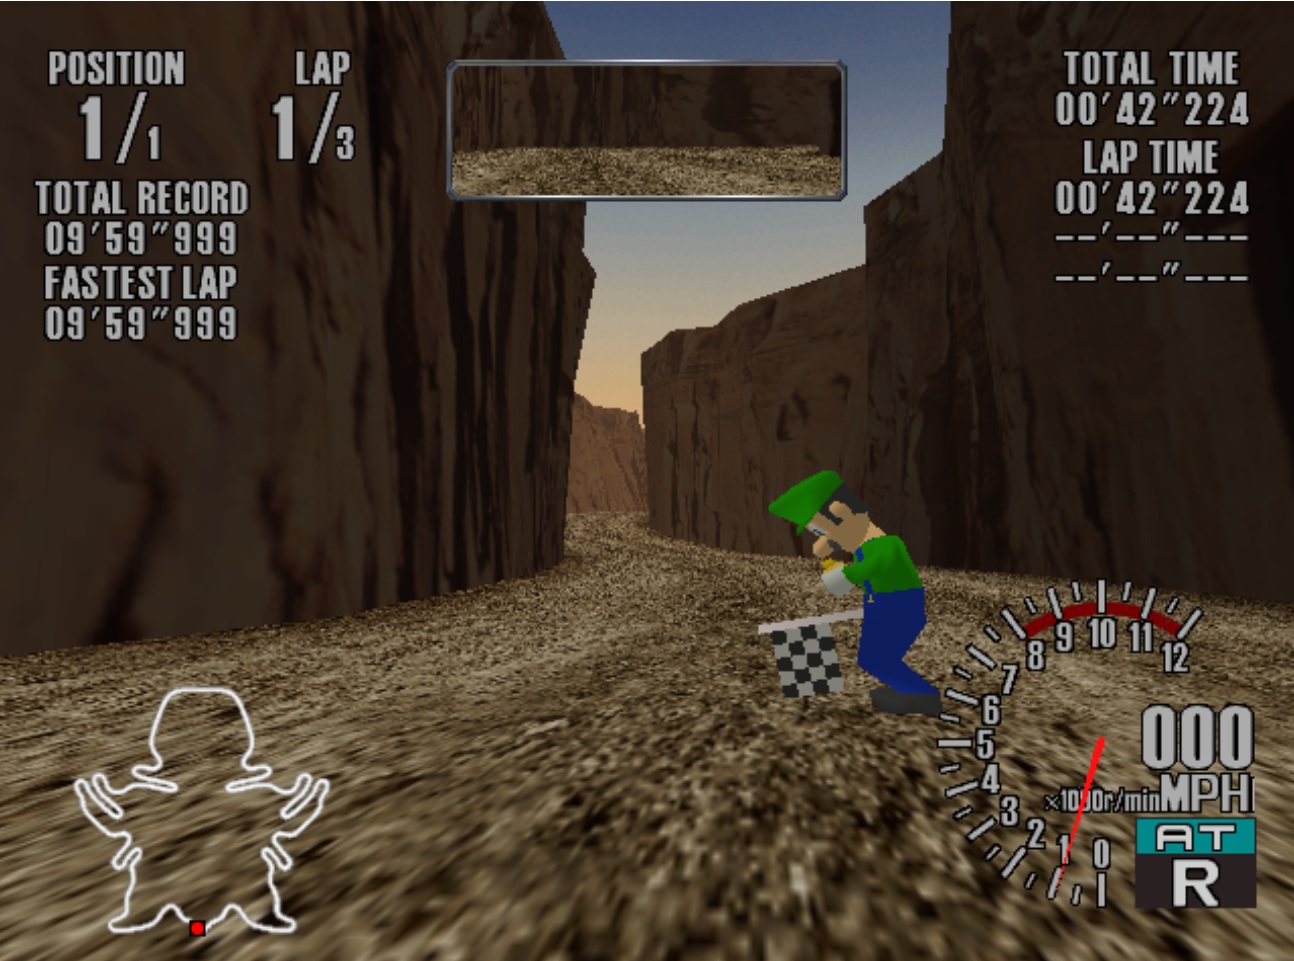 POSITION
1/1
LAP
1/3
TOTAL RECORD
09'59"999
FASTEST LAP
09'59"999
TOTAL TIME
00'42"224
LAP TIME
00'42"224
--'--"---
--'--"---
8 9 10 11 12
7
6
5
4
3
2
1
0
000
×1000r/min MPH
AT
R